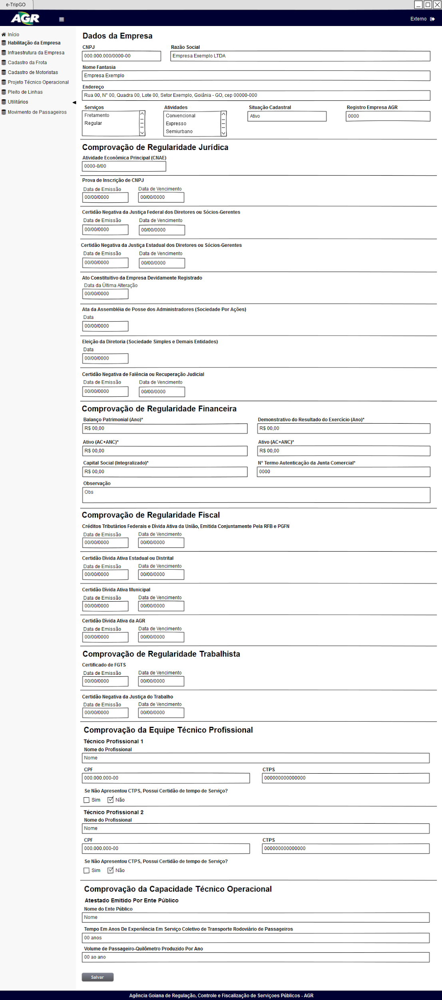 e-TripGO
AGR
Externo
Início
Habilitação da Empresa
Infraestrutura da Empresa
Cadastro da Frota
Cadastro de Motoristas
Projeto Técnico Operacional
Pleito de Linhas
Utilitários
Movimento de Passageiros
Dados da Empresa
CNPJ Razão Social
000.000.000/0000-00 Empresa Exemplo LTDA
Nome Fantasia
Empresa Exemplo
Endereço
Rua 00, N° 00, Quadra 00, Lote 00, Setor Exemplo, Goiânia - GO, cep 00000-000
Serviços Atividades Situação Cadastral Registro Empresa AGR
Fretamento Convencional Ativo 0000
Regular Expresso
Semiurbano
Comprovação de Regularidade Jurídica
Atividade Econômica Principal (CNAE)
0000-0/00
Prova de Inscrição de CNPJ
Data de Emissão Data de Vencimento
00/00/0000 00/00/0000
Certidão Negativa da Justiça Federal dos Diretores ou Sócios-Gerentes
Data de Emissão Data de Vencimento
00/00/0000 00/00/0000
Certidão Negativa da Justiça Estadual dos Diretores ou Sócios-Gerentes
Data de Emissão Data de Vencimento
00/00/0000 00/00/0000
Ato Constituitivo da Empresa Devidamente Registrado
Data da Última Alteração
00/00/0000
Ata da Assembléia de Posse dos Administradores (Sociedade Por Ações)
Data
00/00/0000
Eleição da Diretoria (Sociedade Simples e Demais Entidades)
Data
00/00/0000
Certidão Negativa de Falência ou Recuperação Judicial
Data de Emissão Data de Vencimento
00/00/0000 00/00/0000
Comprovação de Regularidade Financeira
Balanço Patrimonial (Ano)* Demonstrativo do Resultado do Exercício (Ano)*
R$ 00,00 R$ 00,00
Ativo (AC+ANC)* Ativo (AC+ANC)*
R$ 00,00 R$ 00,00
Capital Social (Integralizado)* N° Termo Autenticação da Junta Comercial*
R$ 00,00 0000
Observação
Obs
Comprovação de Regularidade Fiscal
Créditos Tributários Federais e Dívida Ativa da União, Emitida Conjuntamente Pela RFB e PGFN
Data de Emissão Data de Vencimento
00/00/0000 00/00/0000
Certidão Dívida Ativa Estadual ou Distrital
Data de Emissão Data de Vencimento
00/00/0000 00/00/0000
Certidão Dívida Ativa Municipal
Data de Emissão Data de Vencimento
00/00/0000 00/00/0000
Certidão Dívida Ativa da AGR
Data de Emissão Data de Vencimento
00/00/0000 00/00/0000
Comprovação de Regularidade Trabalhista
Certificado de FGTS
Data de Emissão Data de Vencimento
00/00/0000 00/00/0000
Certidão Negativa da Justiça do Trabalho
Data de Emissão Data de Vencimento
00/00/0000 00/00/0000
Comprovação da Equipe Técnico Profissional
Técnico Profissional 1
Nome do Profissional
Nome
CPF CTPS
000.000.000-00 000000000000000
Se Não Apresentou CTPS, Possui Certidão de tempo de Serviço?
Sim Não
Técnico Profissional 2
Nome do Profissional
Nome
CPF CTPS
000.000.000-00 000000000000000
Se Não Apresentou CTPS, Possui Certidão de tempo de Serviço?
Sim Não
Comprovação da Capacidade Técnico Operacional
Atestado Emitido Por Ente Público
Nome do Ente Público
Nome
Tempo Em Anos De Experiência Em Serviço Coletivo de Transporte Rodoviário de Passageiros
00 anos
Volume de Passageiro-Quilômetro Produzido Por Ano
00 ao ano
Salvar
Agência Goiana de Regulação, Controle e Fiscalização de Serviçoes Públicos - AGR